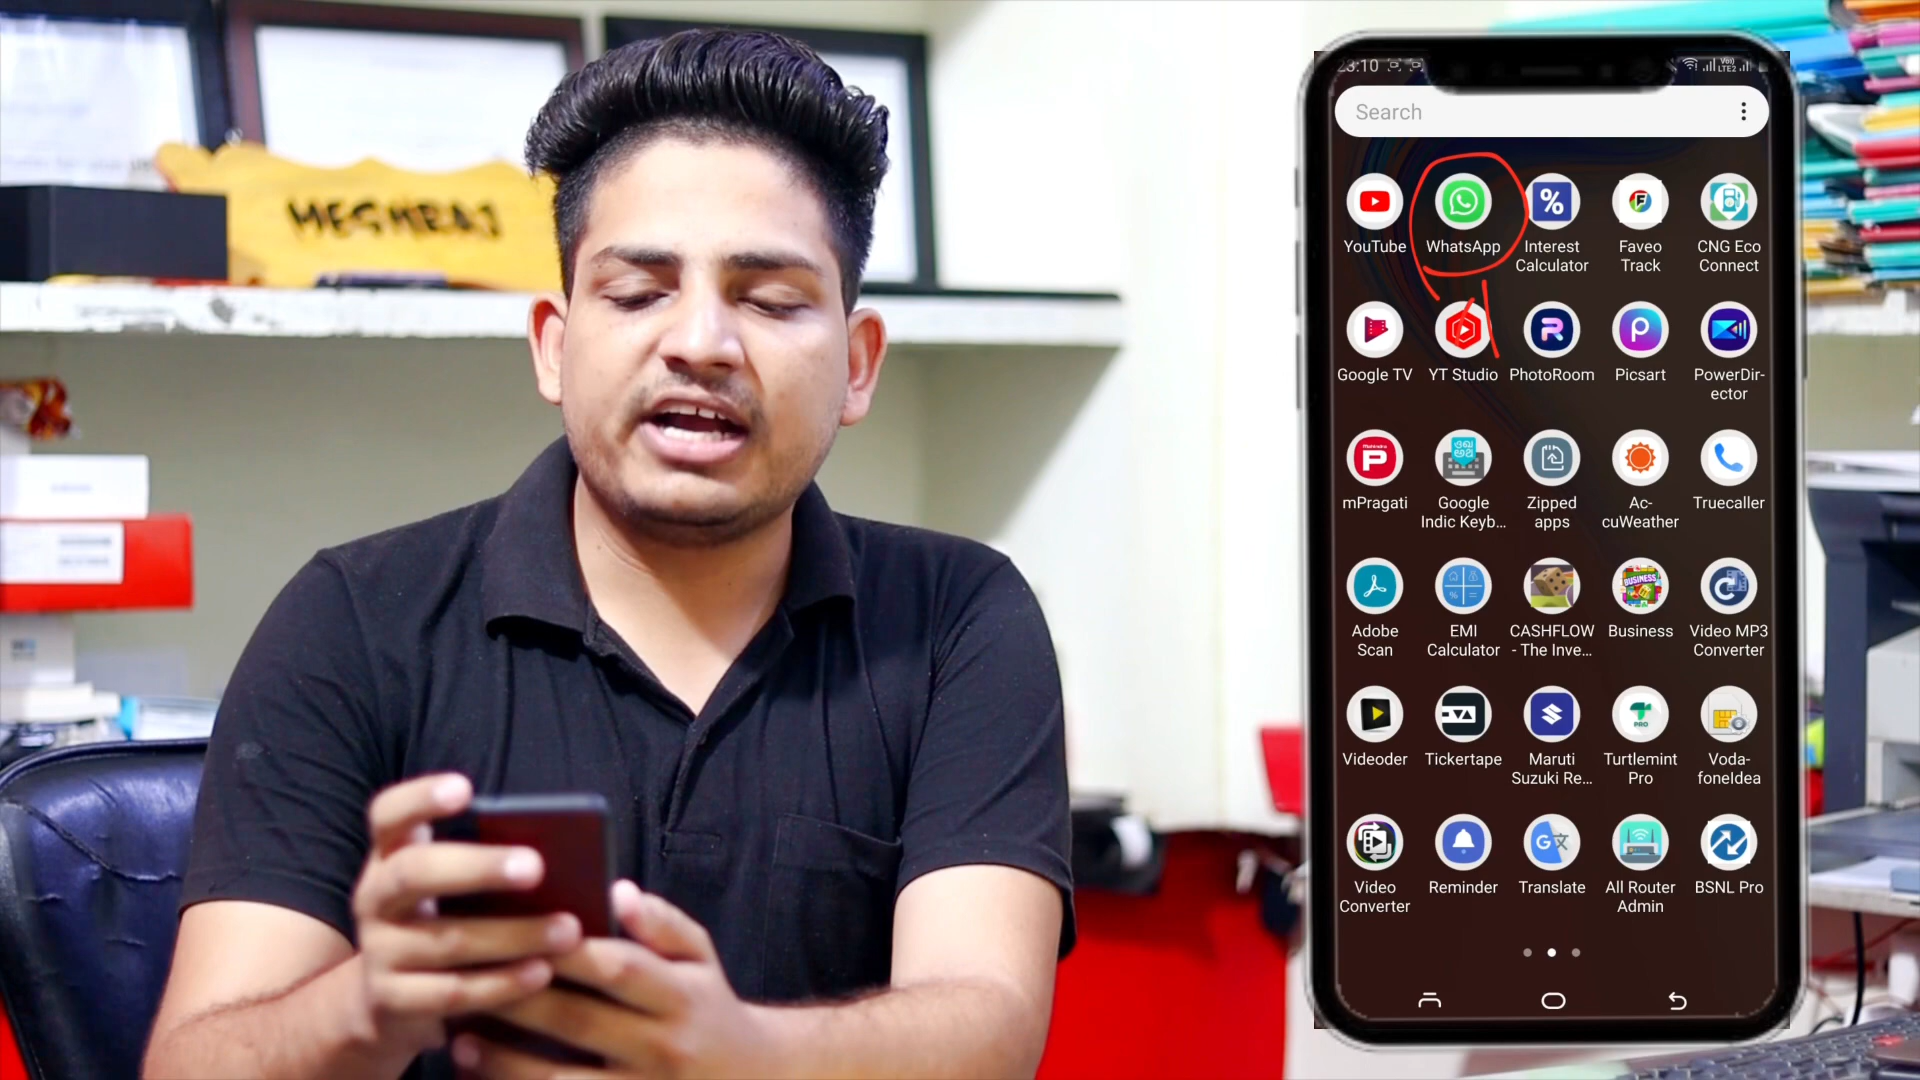 MEGHRAJ
23:10
Search
YouTube
WhatsApp
Interest
Calculator
Faveo
Track
CNG Eco
Connect
Google TV
YT Studio
PhotoRoom
Picsart
PowerDir-
ector
mPragati
Google
Indic Keyb...
Zipped
apps
Ac-
cuWeather
Truecaller
Adobe
Scan
EMI
Calculator
CASHFLOW
- The Inve...
BUSINESS
Business
Video MP3
Converter
Videoder
Tickertape
Maruti
Suzuki Re...
Turtlemint
Pro
Voda-
foneIdea
Video
Converter
Reminder
Translate
All Router
Admin
BSNL Pro